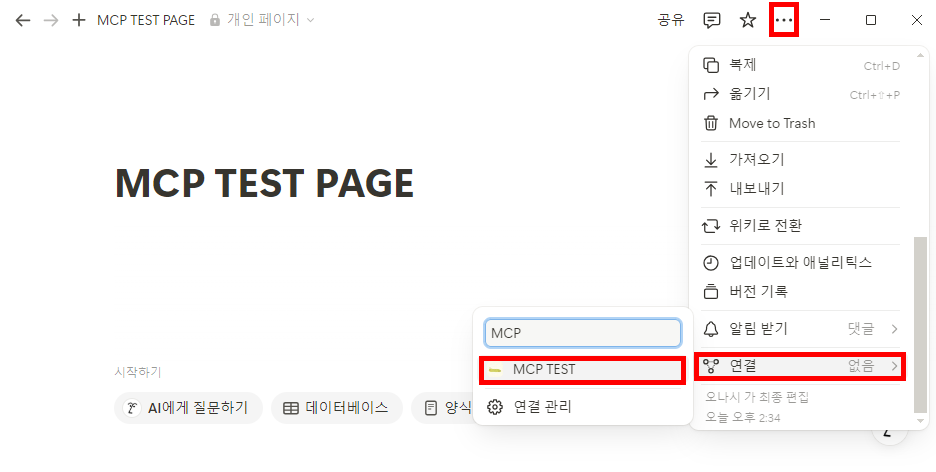 MCP TEST PAGE 개인 페이지 공유
복제 Ctrl+D
옮기기 Ctrl+⇧+P
Move to Trash
가져오기
내보내기
위키로 전환
업데이트와 애널리틱스
버전 기록
알림 받기 댓글
연결 없음
오나시 가 최종 편집
오늘 오후 2:34
MCP TEST PAGE
MCP
MCP TEST
연결 관리
시작하기
AI에게 질문하기 데이터베이스 양식